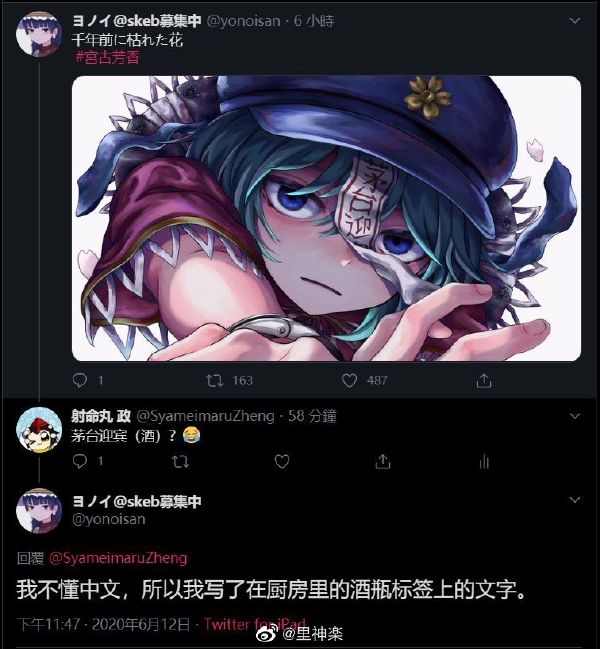 ヨノイ@skeb募集中 @yonoisan · 6 小時
千年前に枯れた花
#宮古芳香
茅台迎
1 163 487
射命丸 政 @SyameimaruZheng · 58 分鐘
茅台迎宾（酒）？😂
1
ヨノイ@skeb募集中
@yonoisan
回覆 @SyameimaruZheng
我不懂中文，所以我写了在厨房里的酒瓶标签上的文字。
下午11:47 · 2020年6月12日 · Twitter for iPad
@里神楽